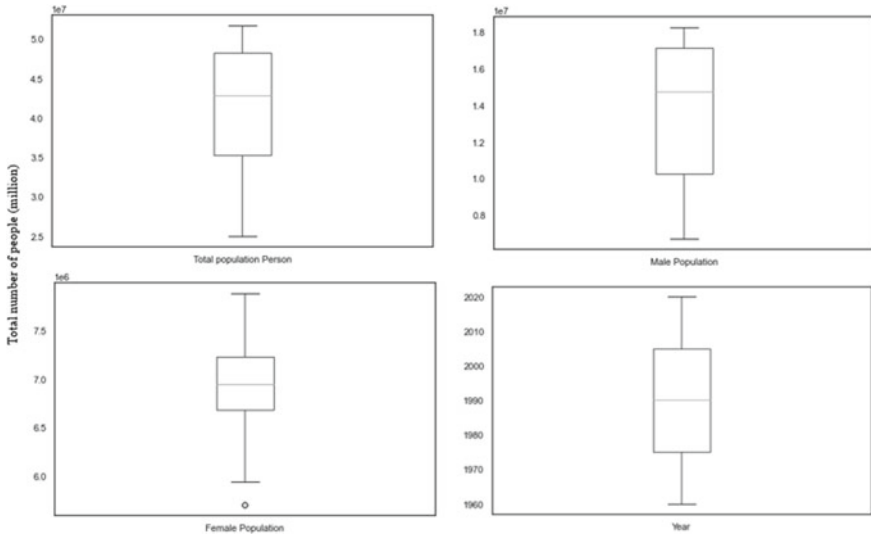 1e7
5.0
4.5
4.0
3.5
3.0
2.5
Total population Person
1e7
1.8
1.6
1.4
1.2
1.0
0.8
Male Population
Total number of people (million)
1e6
7.5
7.0
6.5
6.0
Female Population
2020
2010
2000
1990
1980
1970
1960
Year